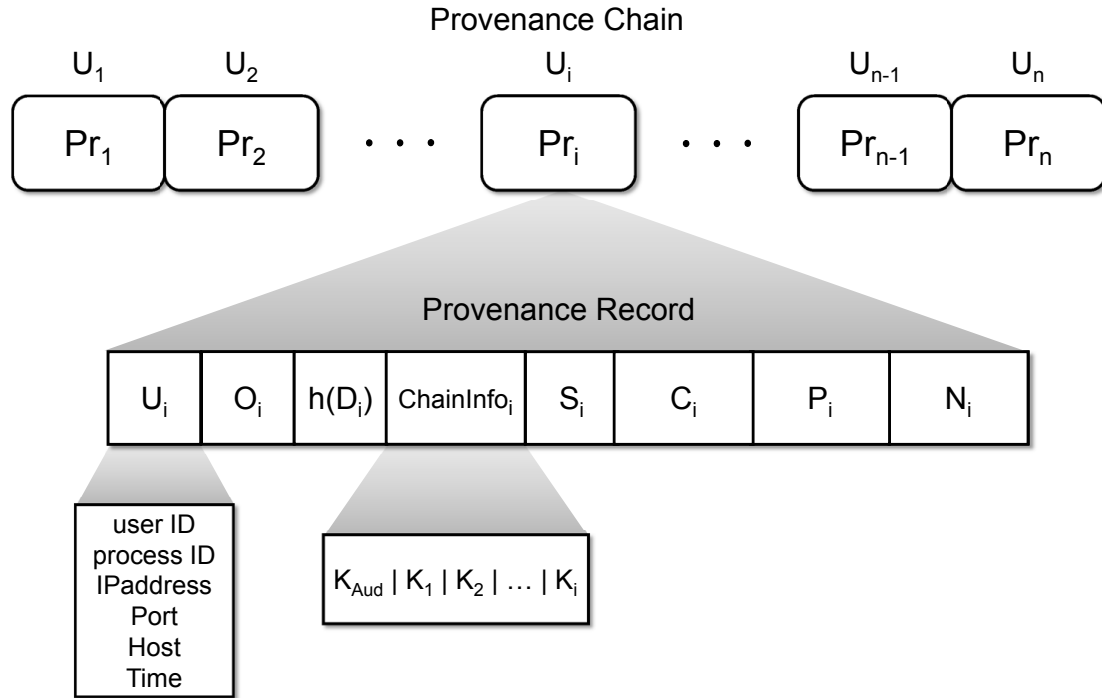 Provenance Chain
U₁ U₂ Uᵢ Uₙ₋₁ Uₙ
Pr₁ Pr₂ · · · Prᵢ · · · Prₙ₋₁ Prₙ
Provenance Record
Uᵢ Oᵢ h(Dᵢ) ChainInfoᵢ Sᵢ Cᵢ Pᵢ Nᵢ
user ID
process ID
IPaddress
Port
Host
Time
K_Aud | K₁ | K₂ | … | Kᵢ